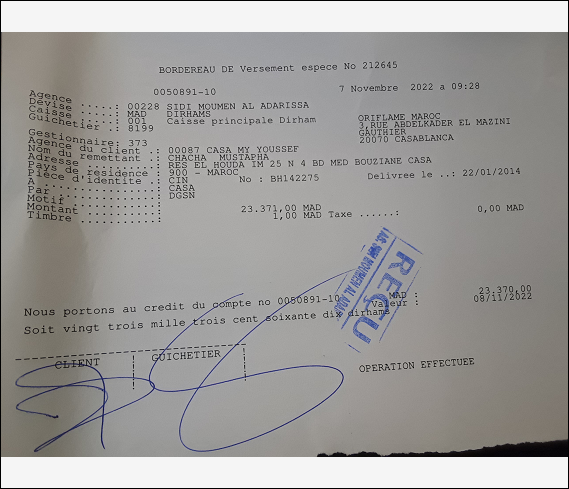 BORDEREAU DE Versement espece No 212645
0050891-10 7 Novembre 2022 a 09:28
Agence .....: 00228 SIDI MOUMEN AL ADARISSA
Devise .....: MAD DIRHAMS
Caisse .....: 001 Caisse principale Dirham
Guichetier .: 8199
ORIFLAME MAROC
3,RUE ABDELKADER EL MAZINI
GAUTHIER
20070 CASABLANCA
Gestionnaire: 373
Agence du client .: 00087 CASA MY YOUSSEF
Nom du remettant .: CHACHA MUSTAPHA
Adresse ..........: RES EL HOUDA IM 25 N 4 BD MED BOUZIANE CASA
Pays de residence : 900 - MAROC
Pièce d'identité .: CIN No : BH142275 Delivree le ..: 22/01/2014
A ................: CASA
Par ..............: DGSN
Motif ............:
Montant ..........: 23.371,00 MAD
Timbre ...........: 1,00 MAD Taxe ......: 0,00 MAD
REÇU
Nous portons au credit du compte no 0050891-10 MAD : 23.370,00
Valeur : 08/11/2022
Soit vingt trois mille trois cent soixante dix dirhams
CLIENT GUICHETIER
OPERATION EFFECTUEE